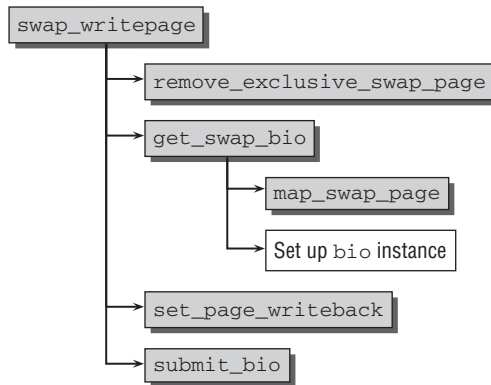 swap_writepage
remove_exclusive_swap_page
get_swap_bio
map_swap_page
Set up bio instance
set_page_writeback
submit_bio